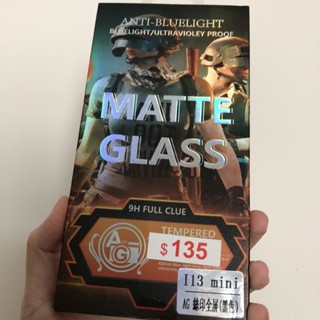 ANTI-BLUELIGHT
BLUELIGHT/ULTRAVIOLEY PROOF
MATTE
GLASS
9H FULL CLUE
TEMPERED
AG
$135
I13 mini
AG 絲印全屏(黑色)